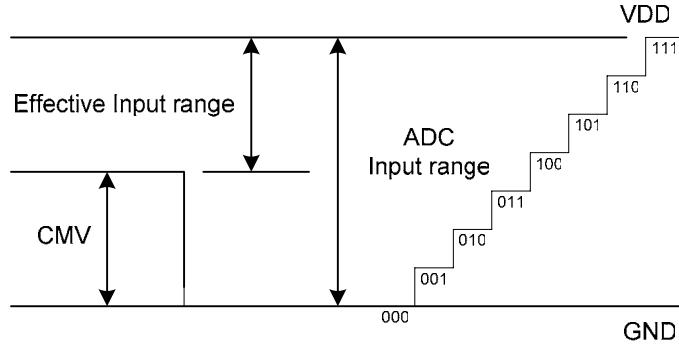 VDD
111
110
Effective Input range
101
ADC
Input range
100
011
CMV
010
001
000
GND